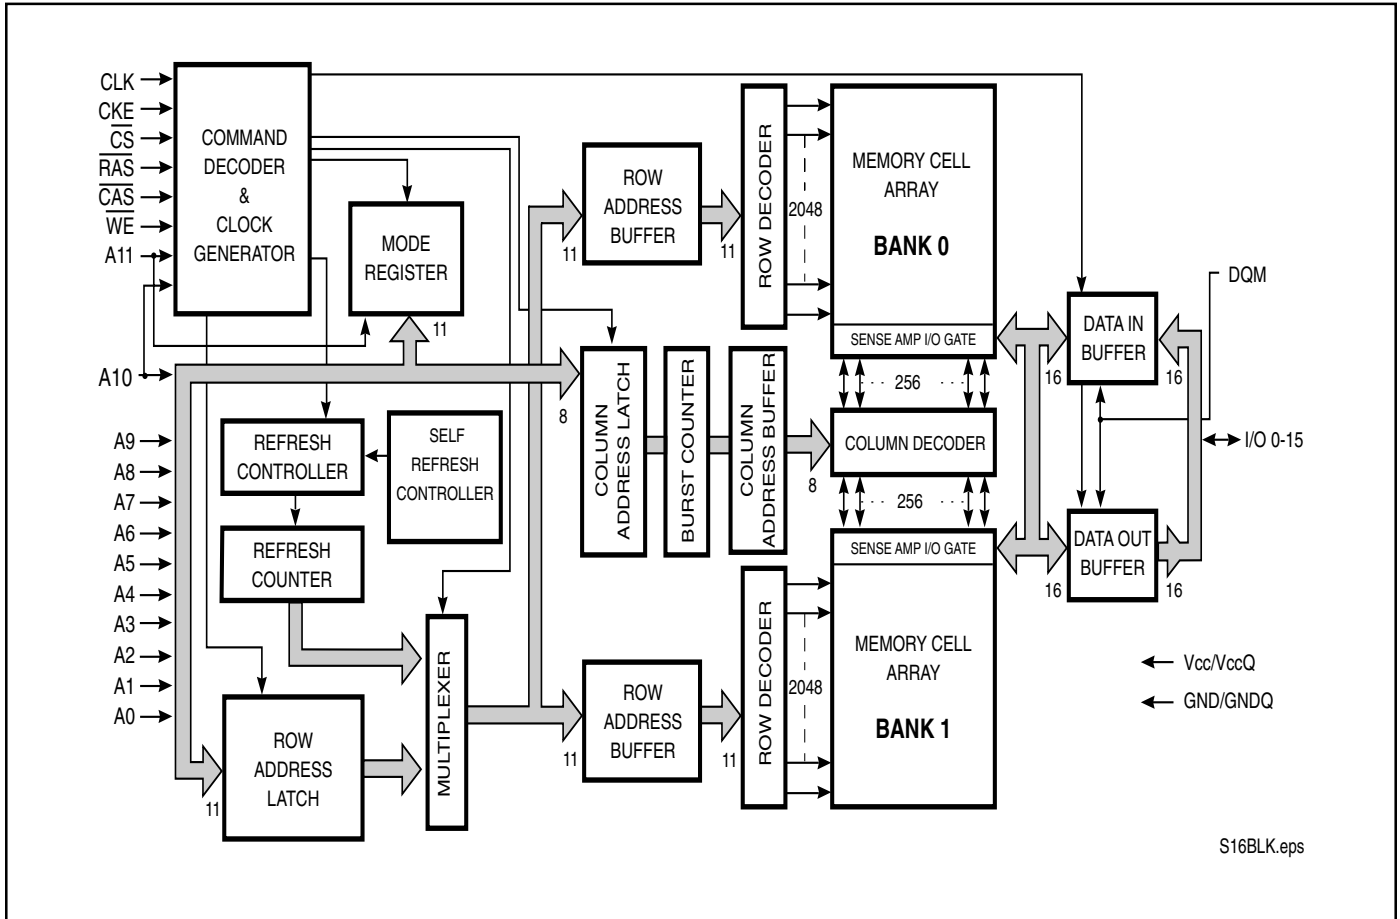 CLK
CKE
CS
RAS
CAS
WE
A11
A10
A9
A8
A7
A6
A5
A4
A3
A2
A1
A0
COMMAND
DECODER
&
CLOCK
GENERATOR
MODE
REGISTER
11
REFRESH
CONTROLLER
SELF
REFRESH
CONTROLLER
REFRESH
COUNTER
ROW
ADDRESS
LATCH
11
MULTIPLEXER
ROW
ADDRESS
BUFFER
11
11
ROW DECODER
2048
MEMORY CELL
ARRAY
BANK 0
SENSE AMP I/O GATE
256
8
COLUMN
ADDRESS LATCH
BURST COUNTER
COLUMN
ADDRESS BUFFER
8
COLUMN DECODER
256
SENSE AMP I/O GATE
MEMORY CELL
ARRAY
BANK 1
ROW
ADDRESS
BUFFER
11
11
ROW DECODER
2048
DQM
DATA IN
BUFFER
16
16
I/O 0-15
DATA OUT
BUFFER
16
16
Vcc/VccQ
GND/GNDQ
S16BLK.eps